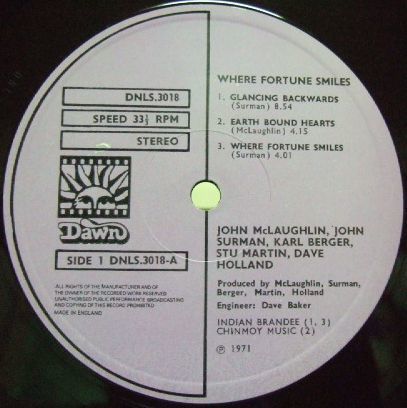 DNLS.3018
SPEED 33⅓ RPM
STEREO
Dawn
SIDE 1 DNLS.3018-A
ALL RIGHTS OF THE MANUFACTURER AND OF
THE OWNER OF THE RECORDED WORK RESERVED
UNAUTHORISED PUBLIC PERFORMANCE BROADCASTING
AND COPYING OF THIS RECORD PROHIBITED
MADE IN ENGLAND
WHERE FORTUNE SMILES
1. GLANCING BACKWARDS
(Surman) 8.54
2. EARTH BOUND HEARTS
(McLaughlin) 4.15
3. WHERE FORTUNE SMILES
(Surman) 4.01
JOHN McLAUGHLIN, JOHN
SURMAN, KARL BERGER,
STU MARTIN, DAVE
HOLLAND
Produced by McLaughlin, Surman,
Berger, Martin, Holland
Engineer: Dave Baker
INDIAN BRANDEE (1, 3)
CHINMOY MUSIC (2)
Ⓟ 1971